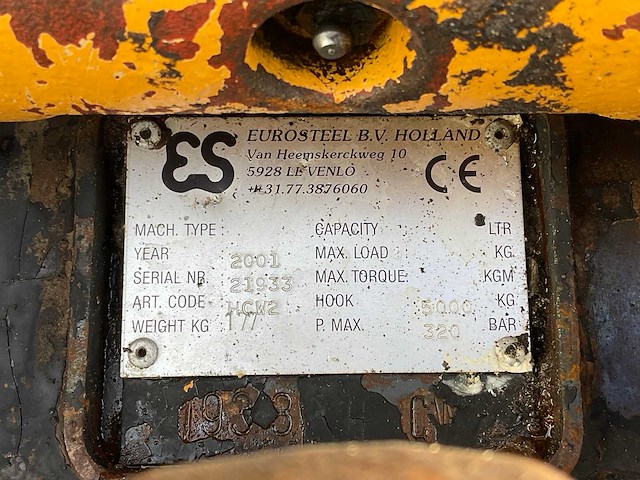 ES
EUROSTEEL B.V. HOLLAND
Van Heemskerckweg 10
5928 LE VENLO
++31.77.3876060
CE
MACH. TYPE : CAPACITY : LTR
YEAR : 2001 MAX. LOAD : KG
SERIAL NR. : 21933 MAX. TORQUE : KGM
ART. CODE : HCW2 HOOK : 5000 KG
WEIGHT KG : 177 P. MAX. : 320 BAR